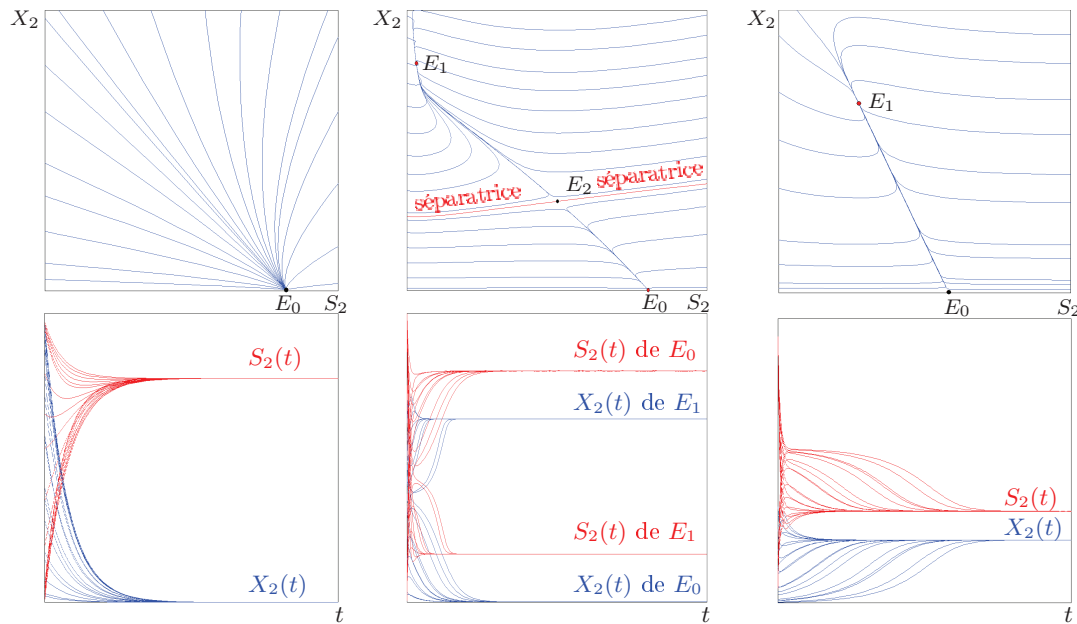 X₂
E₀
S₂
X₂
E₁
séparatrice
E₂
séparatrice
E₀
S₂
X₂
E₁
E₀
S₂
S₂(t)
X₂(t)
t
S₂(t) de E₀
X₂(t) de E₁
S₂(t) de E₁
X₂(t) de E₀
t
S₂(t)
X₂(t)
t